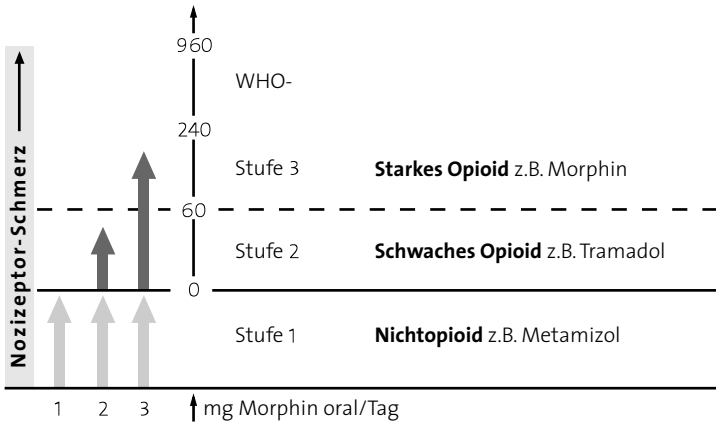 Nozizeptor-Schmerz
960
WHO-
240
Stufe 3 Starkes Opioid z.B. Morphin
60
Stufe 2 Schwaches Opioid z.B. Tramadol
0
Stufe 1 Nichtopioid z.B. Metamizol
1 2 3 mg Morphin oral/Tag